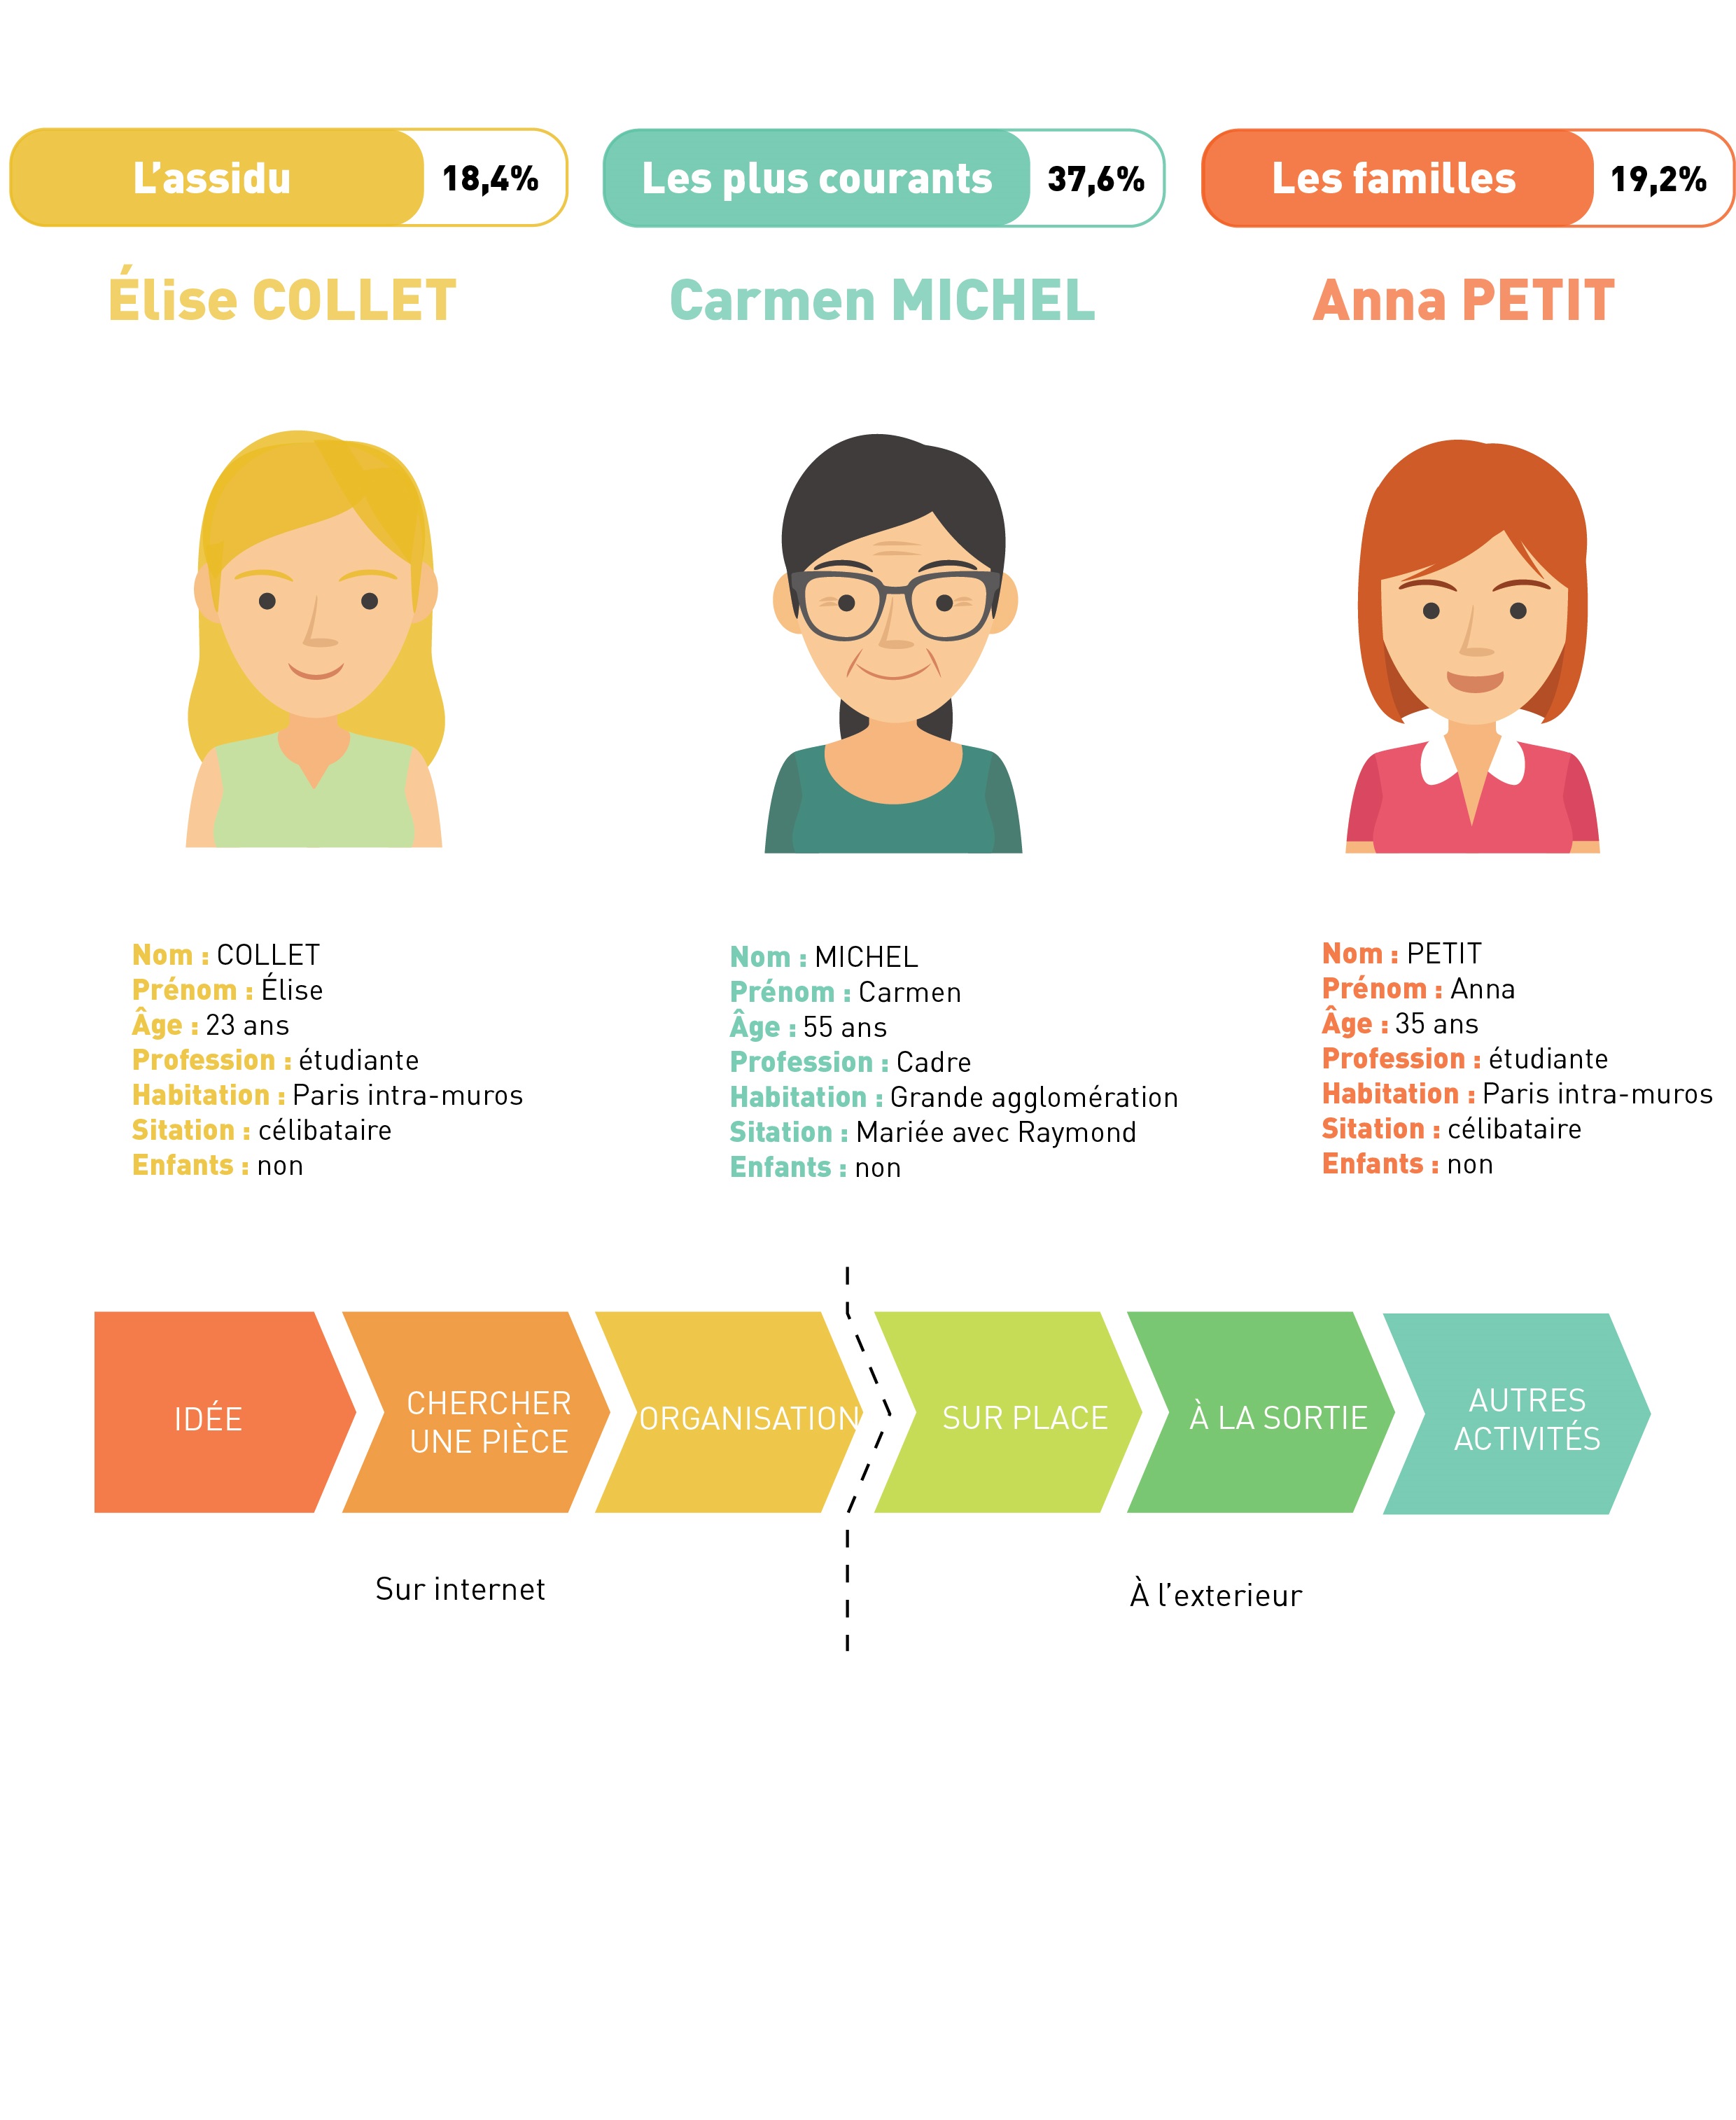 L'assidu 18,4%
Les plus courants 37,6%
Les familles 19,2%
Élise COLLET
Carmen MICHEL
Anna PETIT
Nom : COLLET
Prénom : Élise
Âge : 23 ans
Profession : étudiante
Habitation : Paris intra-muros
Sitation : célibataire
Enfants : non
Nom : MICHEL
Prénom : Carmen
Âge : 55 ans
Profession : Cadre
Habitation : Grande agglomération
Sitation : Mariée avec Raymond
Enfants : non
Nom : PETIT
Prénom : Anna
Âge : 35 ans
Profession : étudiante
Habitation : Paris intra-muros
Sitation : célibataire
Enfants : non
IDÉE
CHERCHER
UNE PIÈCE
ORGANISATION
SUR PLACE
À LA SORTIE
AUTRES
ACTIVITÉS
Sur internet
À l'exterieur